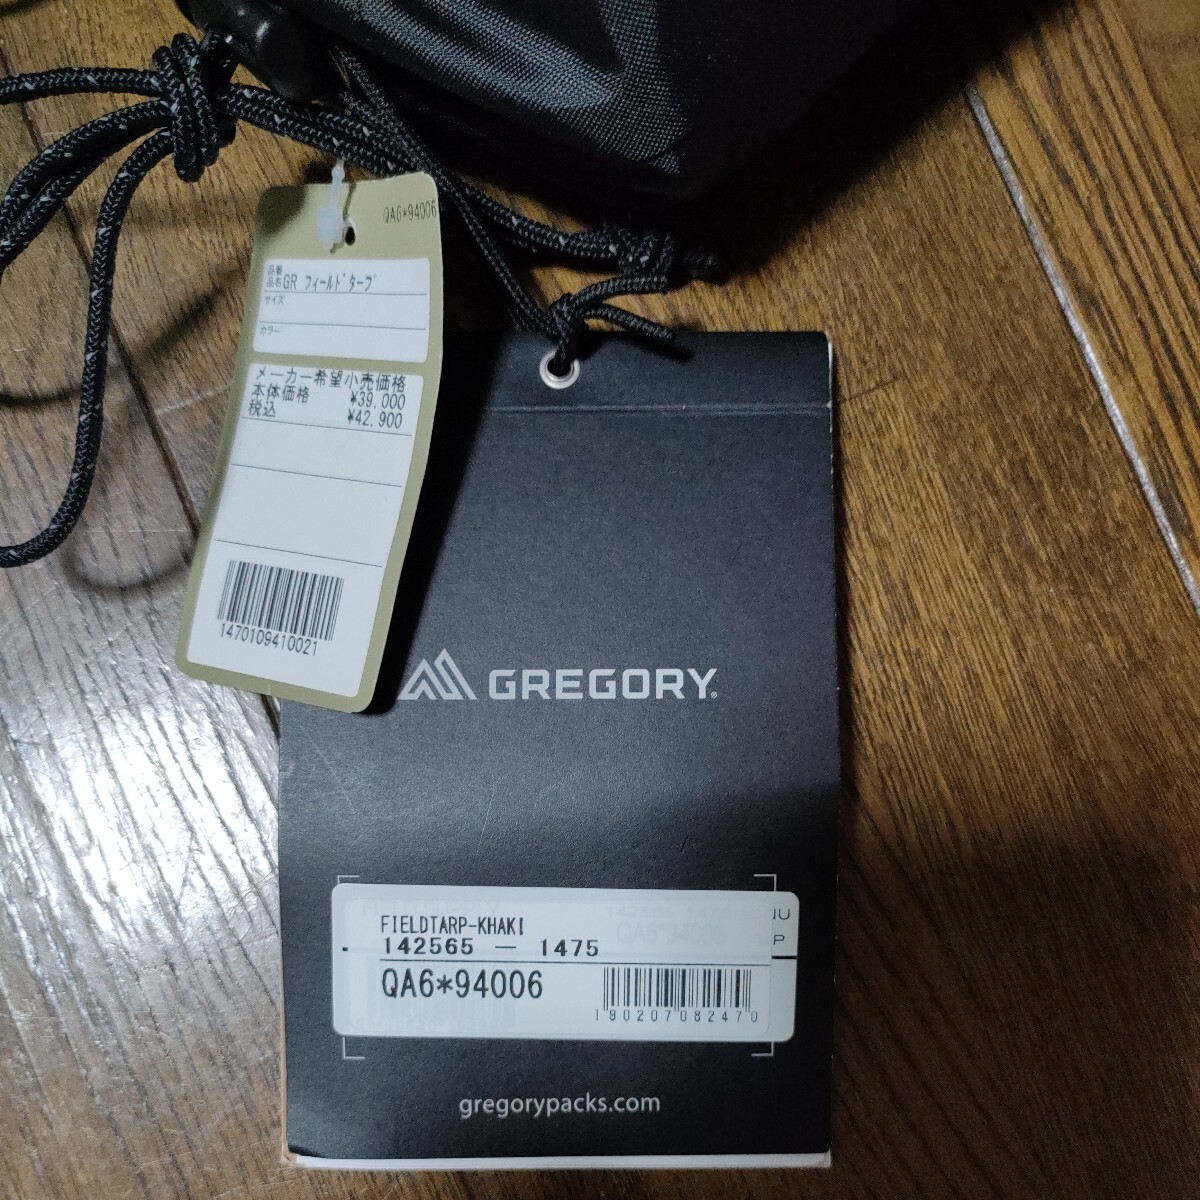 QA6*94006
品番
品名 GR フィールドタープ
サイズ
カラー
メーカー希望小売価格
本体価格 ¥39,000
税込 ¥42,900
1470109410021
GREGORY®
FIELDTARP-KHAKI
142565 — 1475
QA6*94006
190207082470
gregorypacks.com